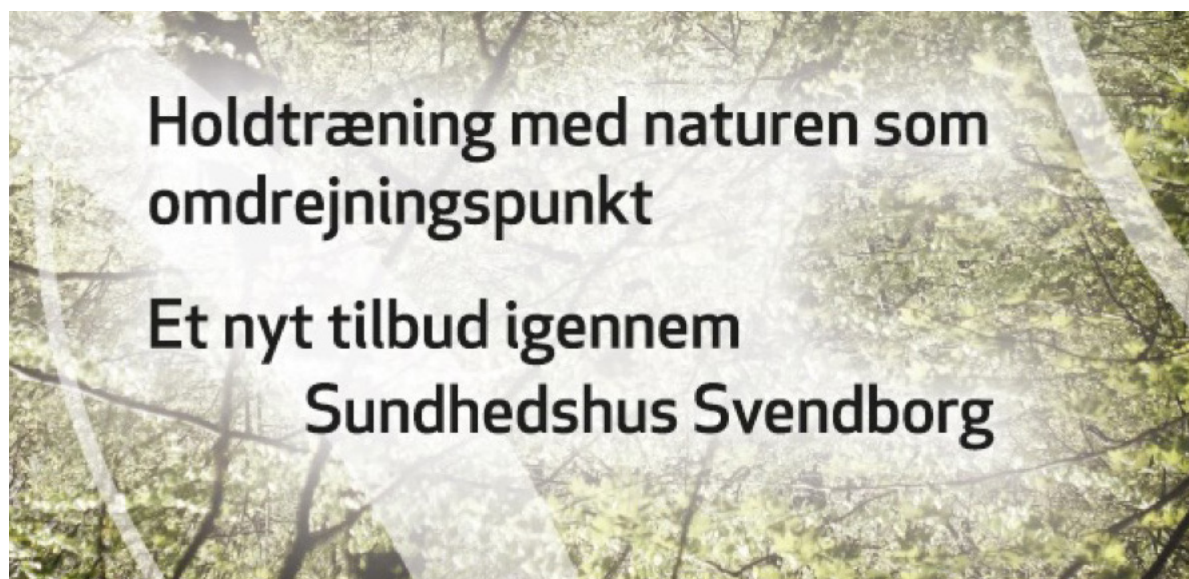 Holdtræning med naturen som
omdrejningspunkt
Et nyt tilbud igennem
Sundhedshus Svendborg